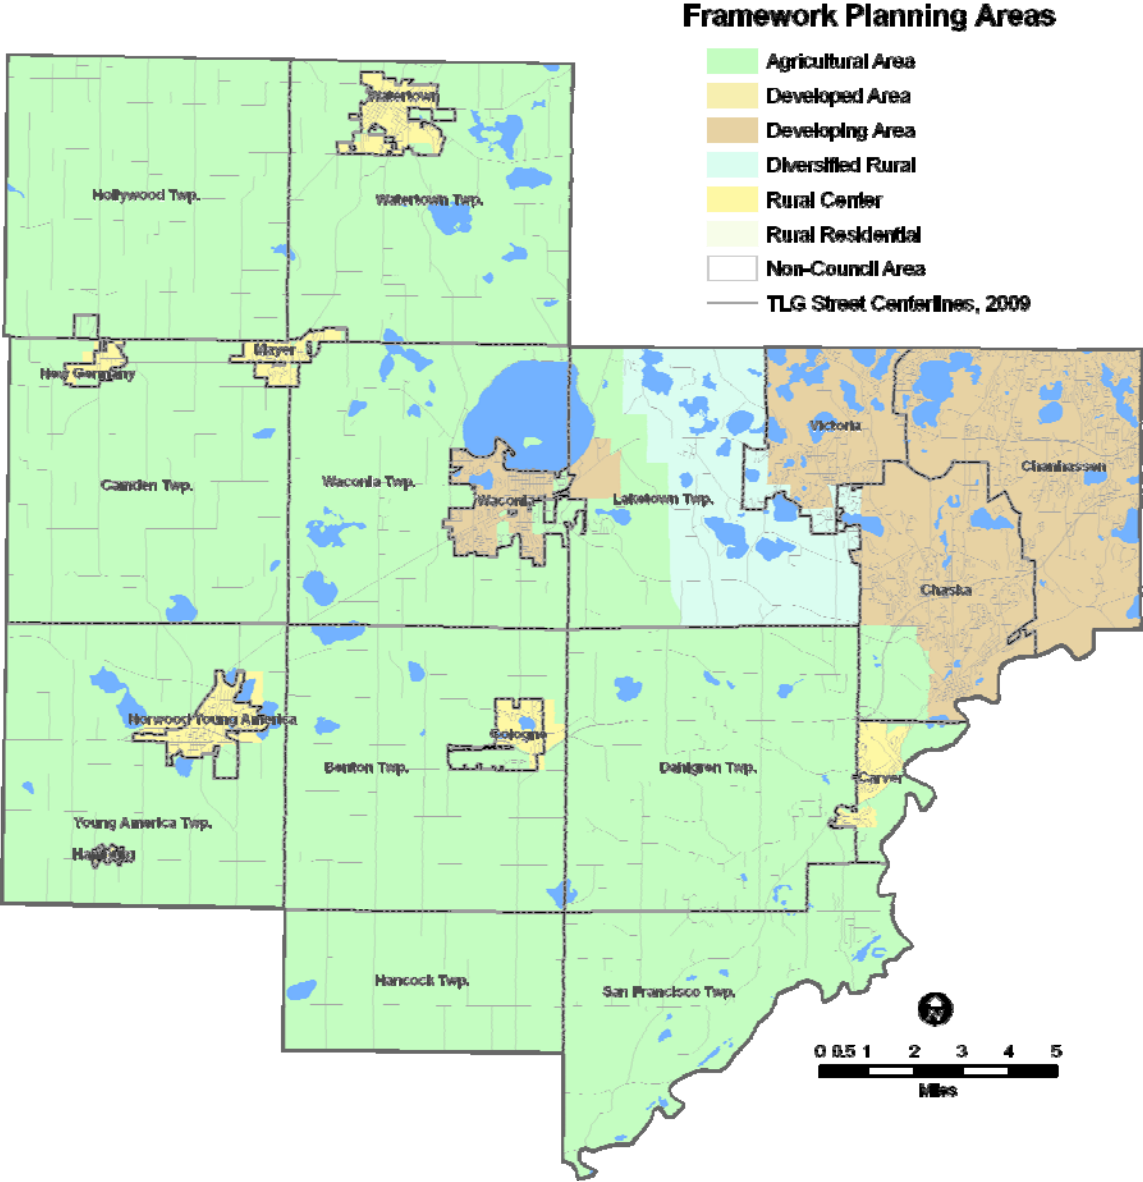 Framework Planning Areas
Agricultural Area
Developed Area
Developing Area
Diversified Rural
Rural Center
Rural Residential
Non-Council Area
TLG Street Centerlines, 2009
Watertown
Hollywood Twp.
Watertown Twp.
Mayer
New Germany
Victoria
Chanhassen
Camden Twp.
Waconia Twp.
Waconia
Laketown Twp.
Chaska
Norwood Young America
Cologne
Benton Twp.
Dahlgren Twp.
Carver
Young America Twp.
Hamburg
Hancock Twp.
San Francisco Twp.
N
0 0.5 1 2 3 4 5
Miles